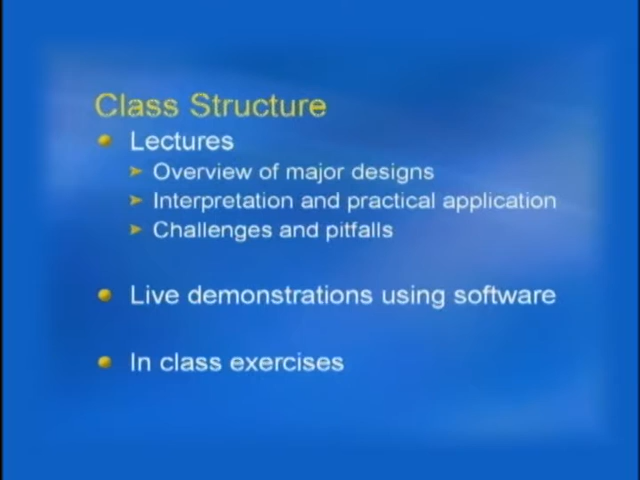 Class Structure
Lectures
Overview of major designs
Interpretation and practical application
Challenges and pitfalls
Live demonstrations using software
In class exercises